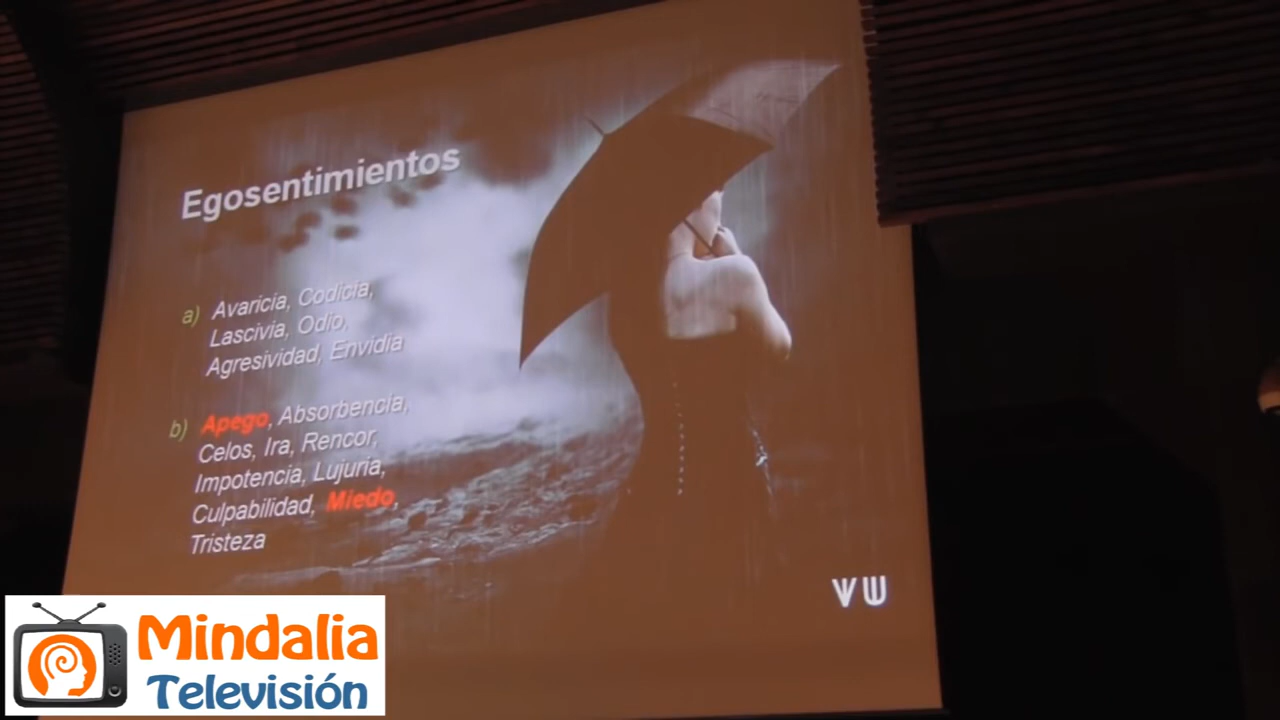 Egosentimientos
a) Avaricia, Codicia,
Lascivia, Odio,
Agresividad, Envidia
b) Apego, Absorbencia,
Celos, Ira, Rencor,
Impotencia, Lujuria,
Culpabilidad, Miedo,
Tristeza
VW
Mindalia
Televisión